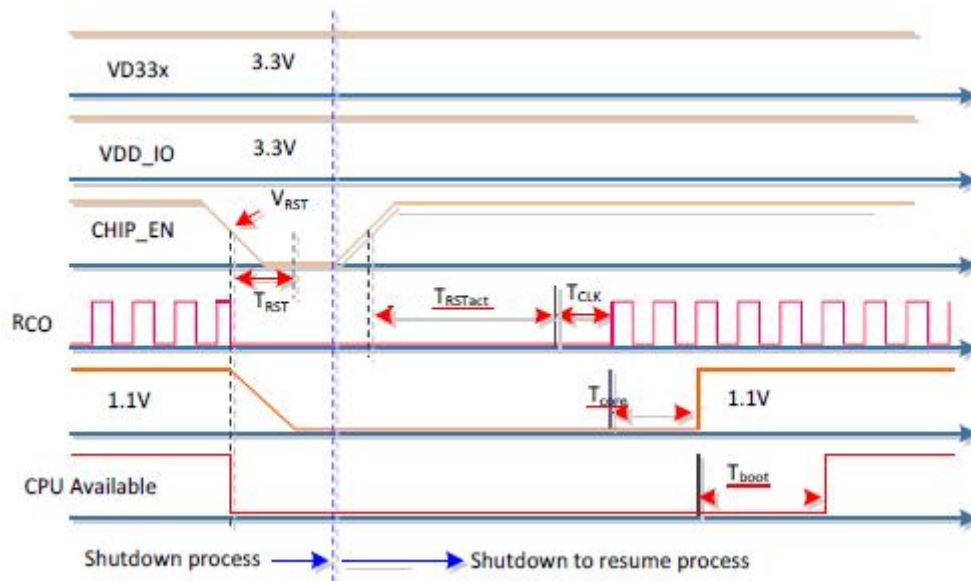 VD33x 3.3V
VDD_IO 3.3V
VRST
CHIP_EN
TRST TRSTact TCLK
RCO
1.1V Tcore 1.1V
CPU Available Tboot
Shutdown process Shutdown to resume process